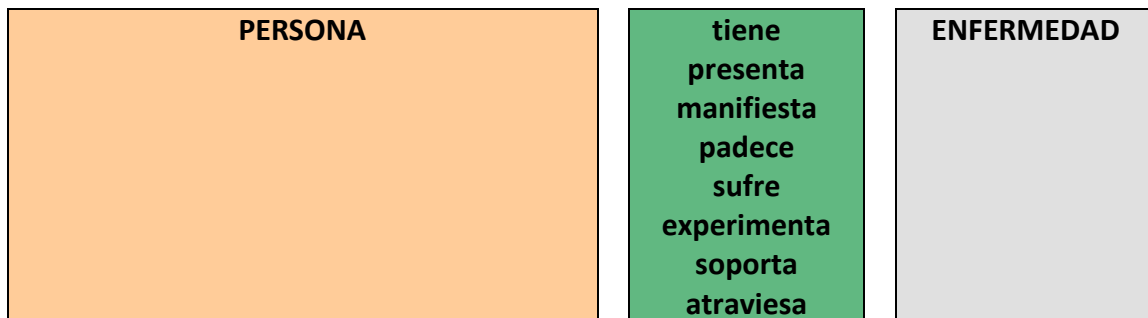 PERSONA
tiene
presenta
manifiesta
padece
sufre
experimenta
soporta
atraviesa
ENFERMEDAD